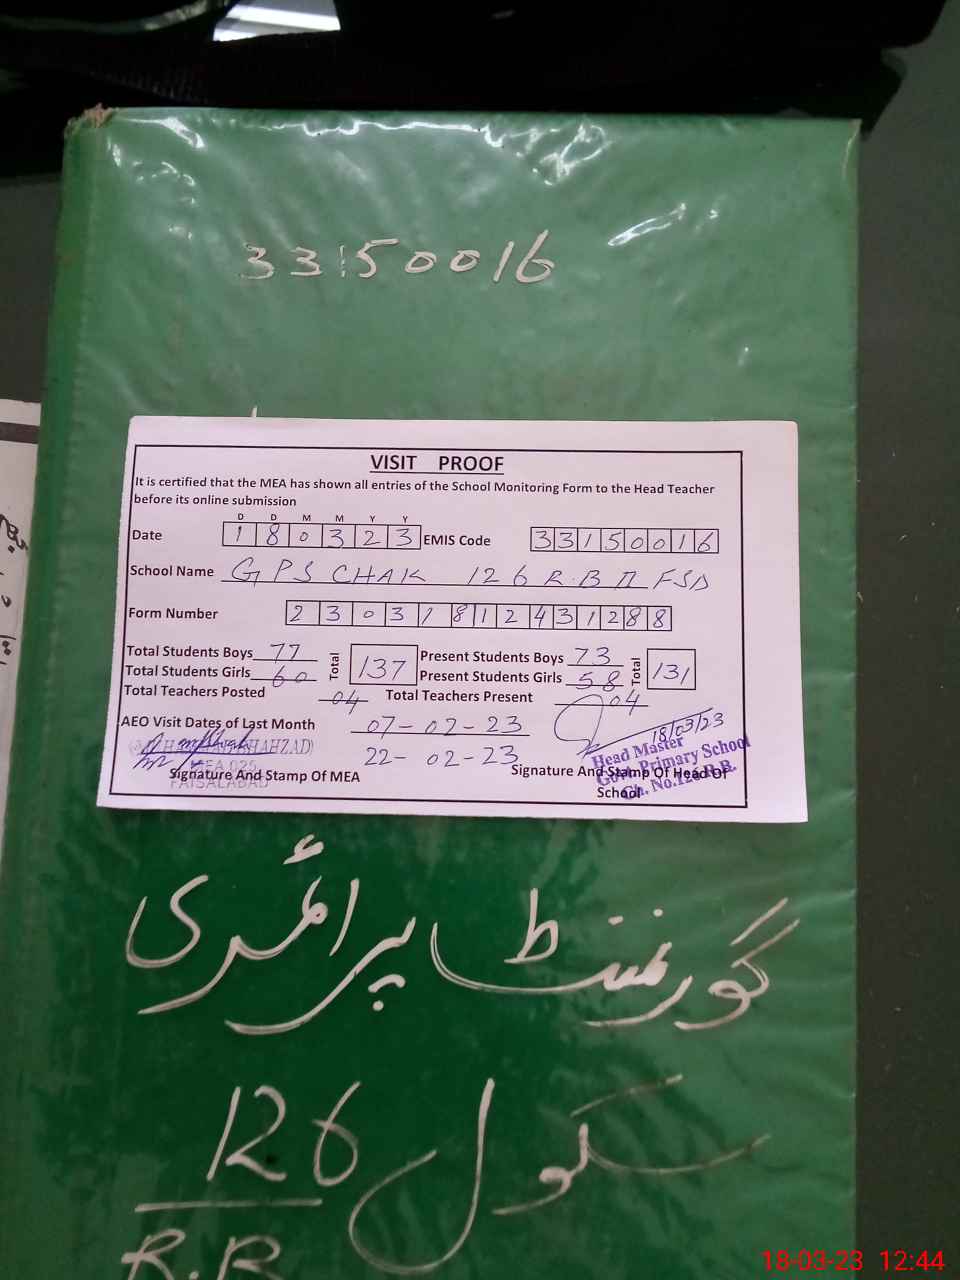 33150016
VISIT PROOF
It is certified that the MEA has shown all entries of the School Monitoring Form to the Head Teacher
before its online submission
D D M M Y Y
Date 1 8 0 3 2 3 EMIS Code 3 3 1 5 0 0 1 6
School Name GPS CHAK 126 R.B II FSD
Form Number 2 3 0 3 1 8 1 2 4 3 1 2 8 8
Total Students Boys 77 Total 137 Present Students Boys 73 Total 131
Total Students Girls 60 Present Students Girls 58
Total Teachers Posted 04 Total Teachers Present 04
AEO Visit Dates of Last Month 07-02-23
18/03/23
22-02-23
SHAHZAD)
MEA 025
FAISALABAD
Signature And Stamp Of MEA
Head Master
Govt. Primary School
Ch. No.126 R.B.
Signature And Stamp Of Head Of
School
گورنمنٹ پرائمری
سکول 126
R.B
18-03-23 12:44